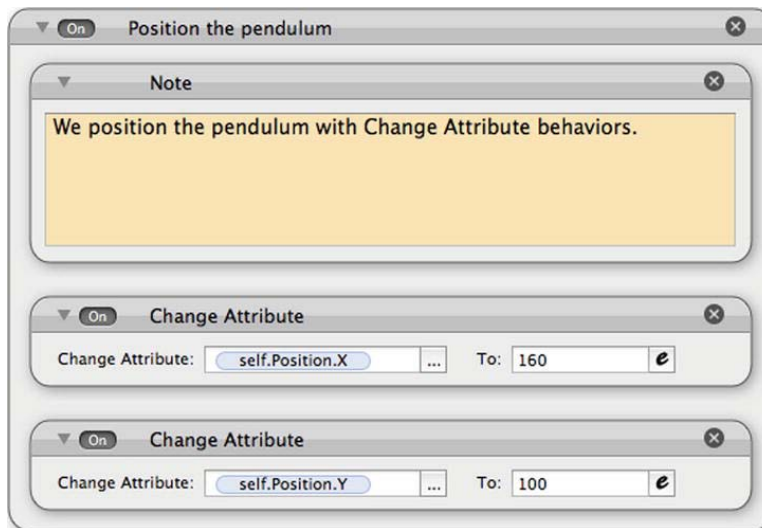 On Position the pendulum
Note
We position the pendulum with Change Attribute behaviors.
On Change Attribute
Change Attribute: self.Position.X ... To: 160 e
On Change Attribute
Change Attribute: self.Position.Y ... To: 100 e